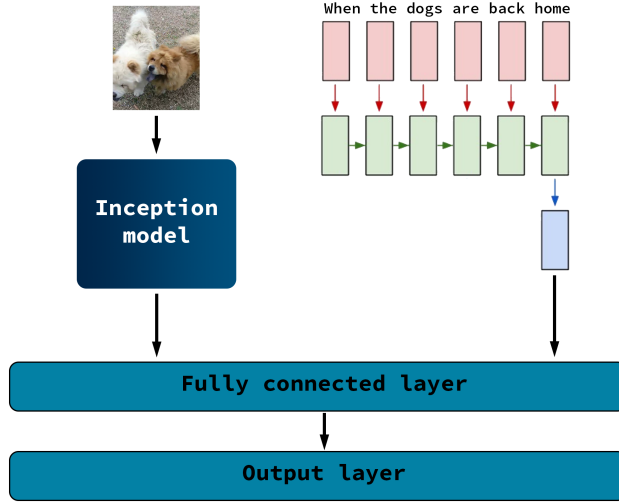 When the dogs are back home
Inception
model
Fully connected layer
Output layer